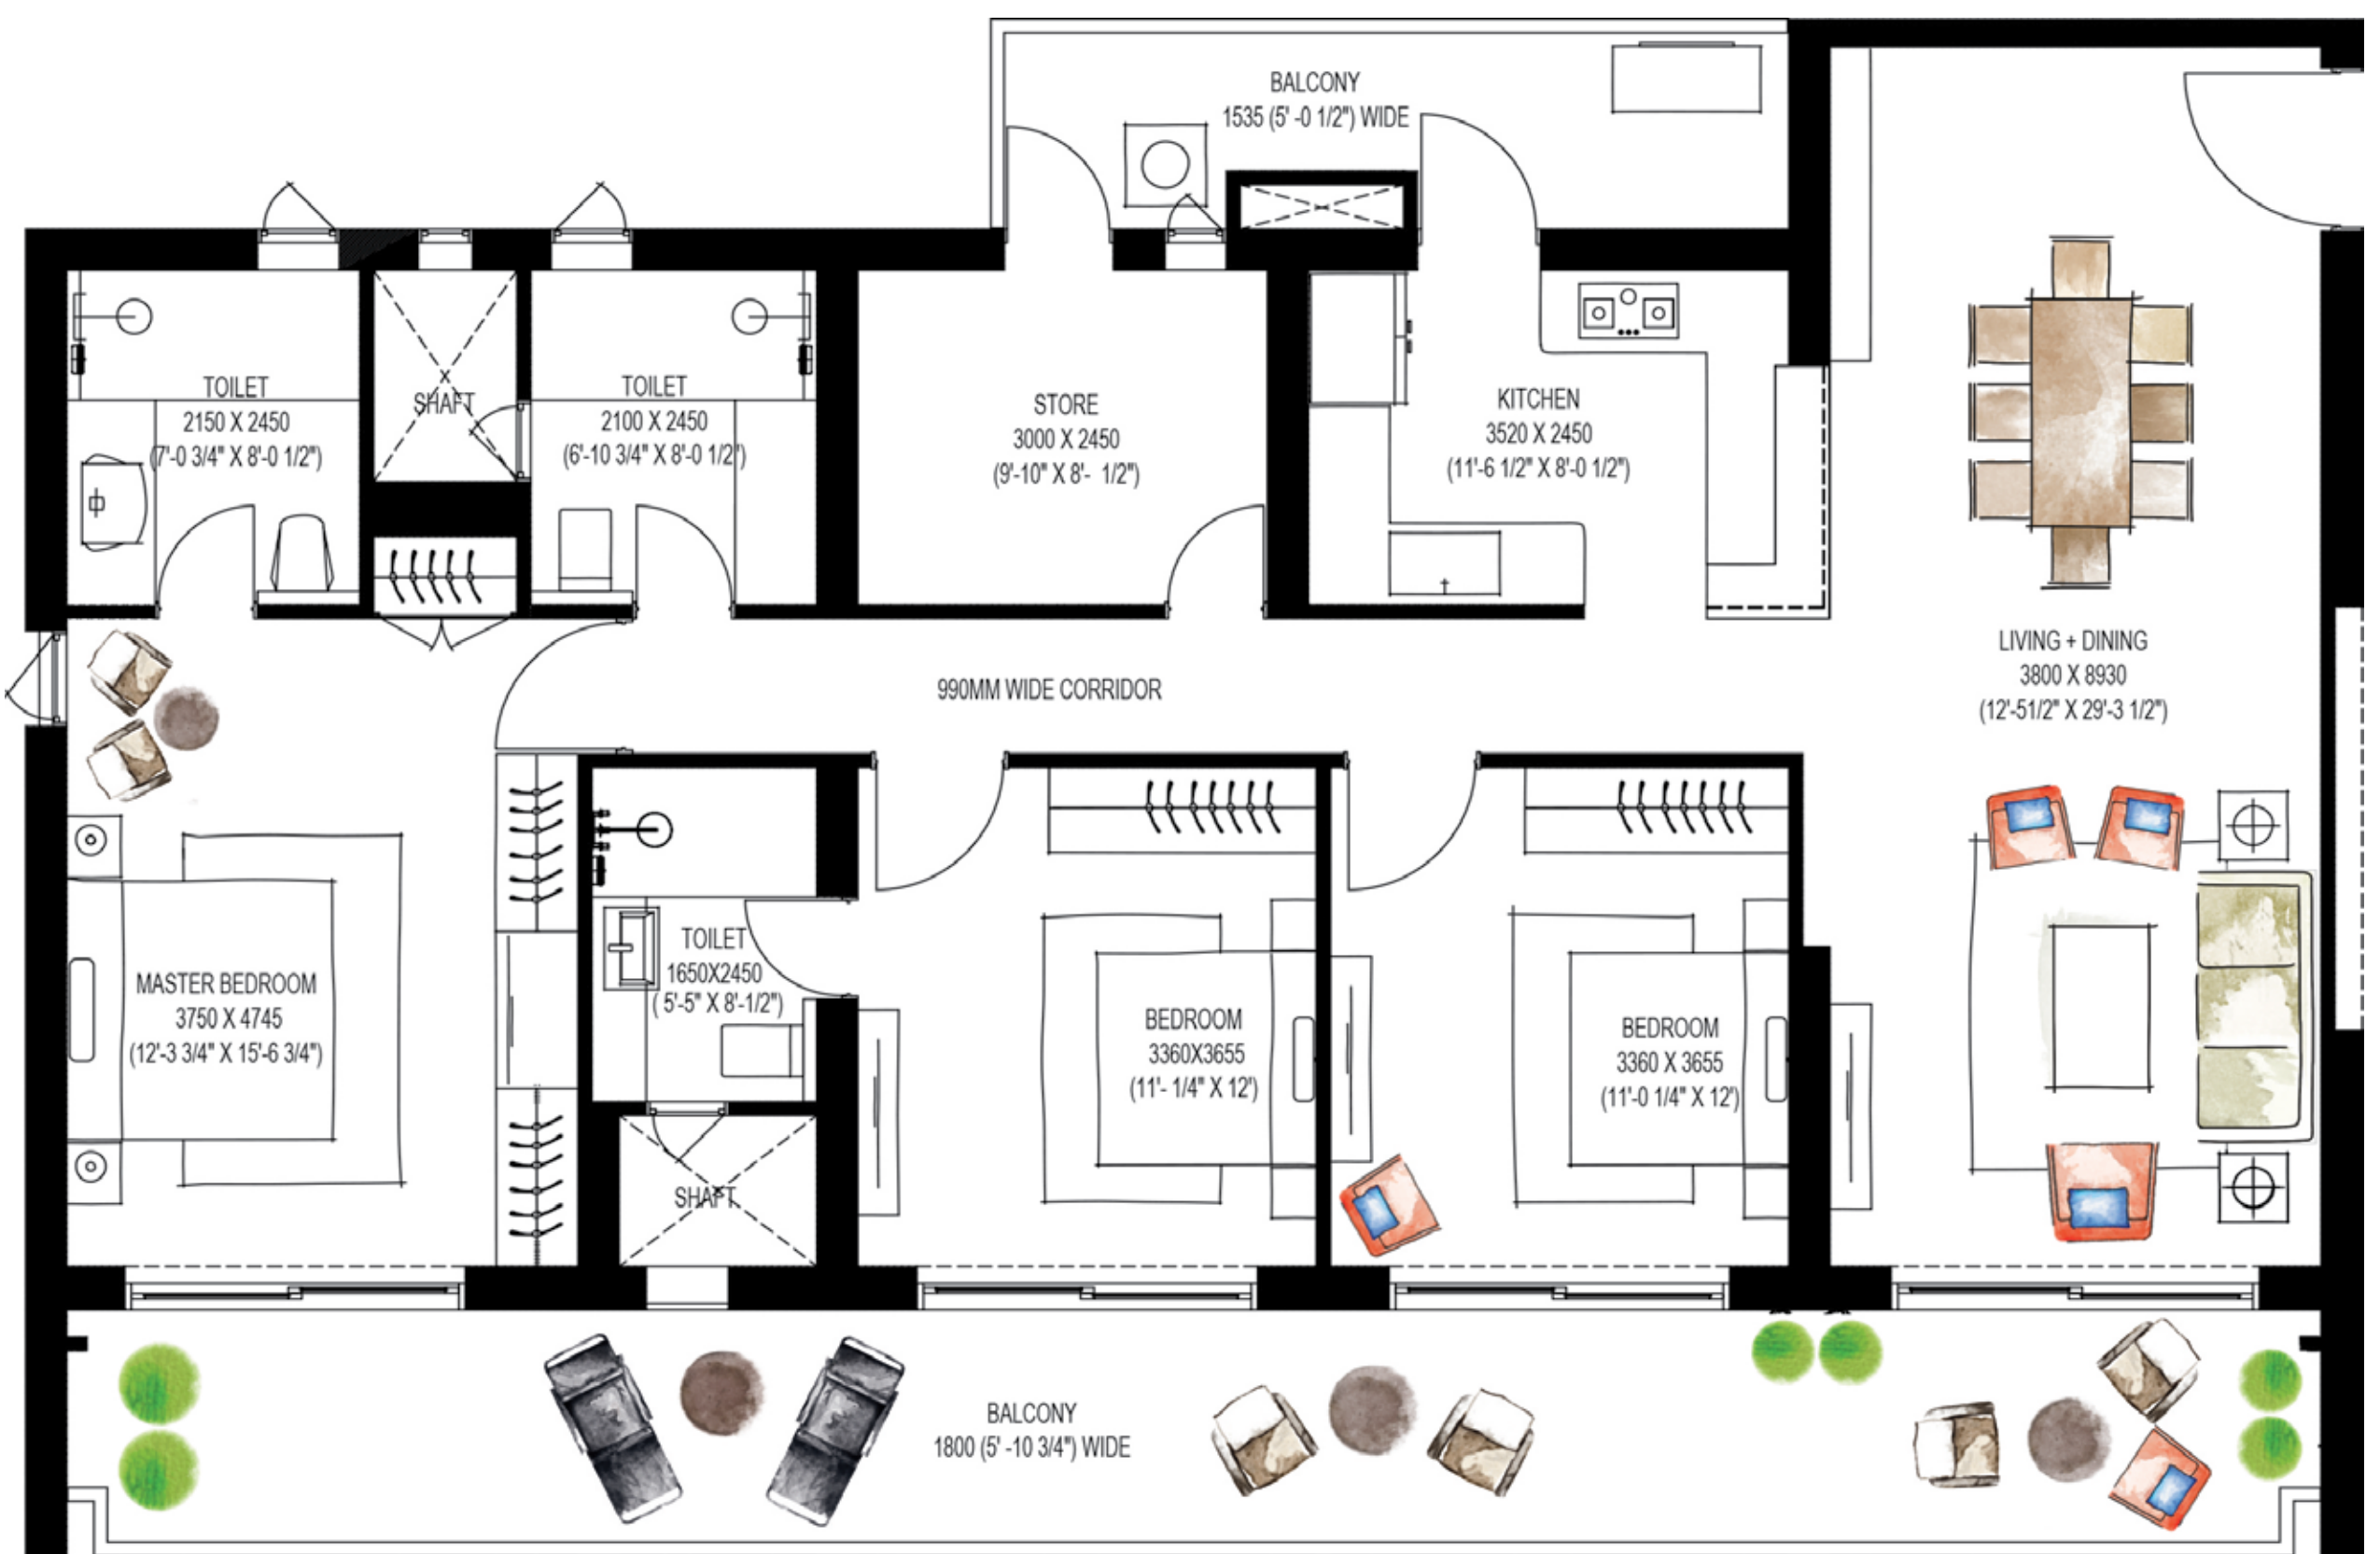 BALCONY
1535 (5' -0 1/2") WIDE
TOILET
2150 X 2450
(7'-0 3/4" X 8'-0 1/2")
SHAFT
TOILET
2100 X 2450
(6'-10 3/4" X 8'-0 1/2")
STORE
3000 X 2450
(9'-10" X 8'- 1/2")
KITCHEN
3520 X 2450
(11'-6 1/2" X 8'-0 1/2")
LIVING + DINING
3800 X 8930
(12'-51/2" X 29'-3 1/2")
990MM WIDE CORRIDOR
MASTER BEDROOM
3750 X 4745
(12'-3 3/4" X 15'-6 3/4")
TOILET
1650X2450
( 5'-5" X 8'-1/2")
SHAFT
BEDROOM
3360X3655
(11'- 1/4" X 12')
BEDROOM
3360 X 3655
(11'-0 1/4" X 12')
BALCONY
1800 (5' -10 3/4") WIDE